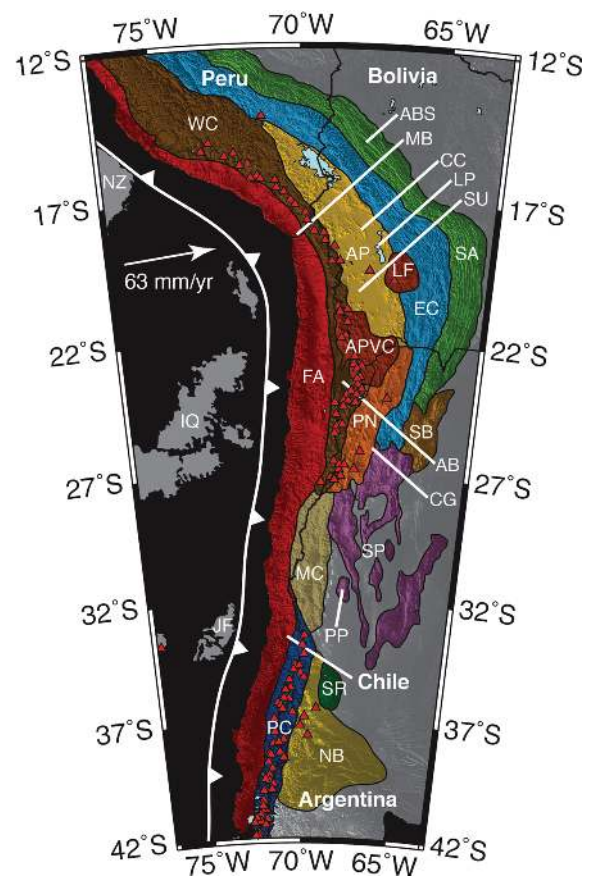 75°W 70°W 65°W
12°S 12°S
Peru Bolivia
WC ABS
MB
NZ CC
LP
SU
17°S 17°S
AP SA
LF
63 mm/yr
EC
22°S APVC 22°S
FA
IQ PN SB
AB
27°S 27°S
CG
SP
MC
32°S 32°S
JF PP
Chile
SR
37°S PC 37°S
NB
Argentina
42°S 42°S
75°W 70°W 65°W